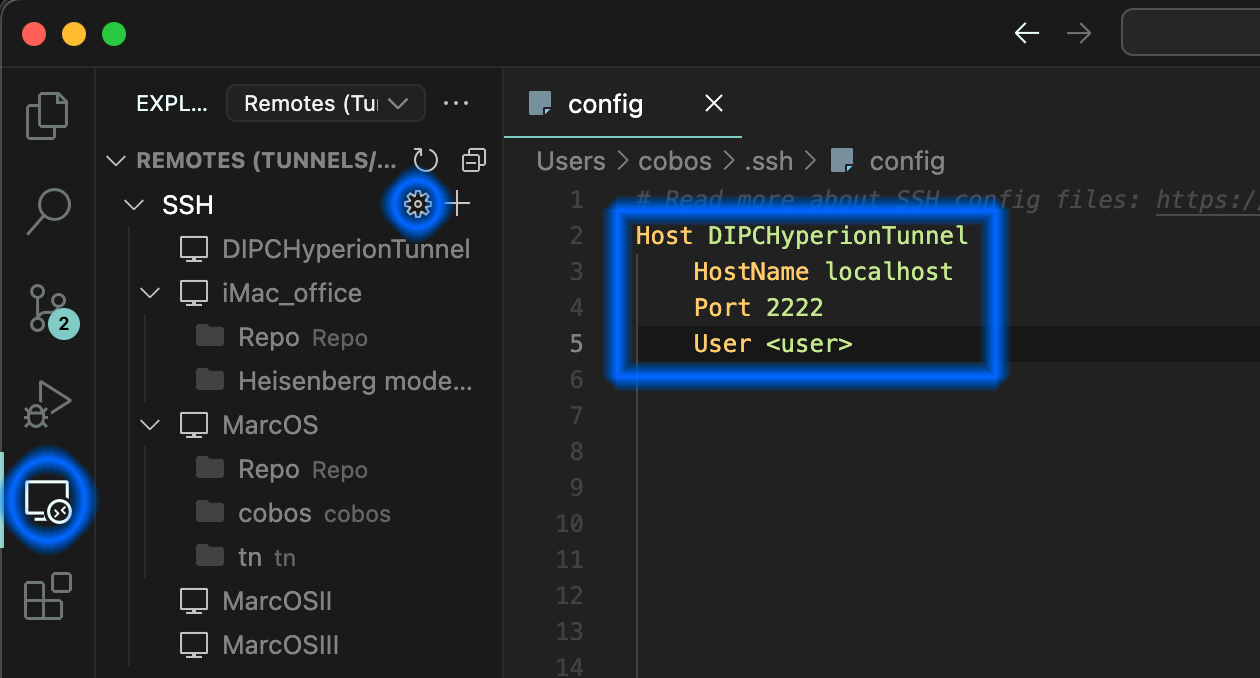 EXPL... Remotes (Tu
REMOTES (TUNNELS/...
SSH
DIPCHyperionTunnel
iMac_office
Repo Repo
Heisenberg mode...
MarcOS
Repo Repo
cobos cobos
tn tn
MarcOSII
MarcOSIII
2
config
Users > cobos > .ssh > config
1 # Read more about SSH config files: https:/
2 Host DIPCHyperionTunnel
3 HostName localhost
4 Port 2222
5 User <user>
6
7
8
9
10
11
12
13
14